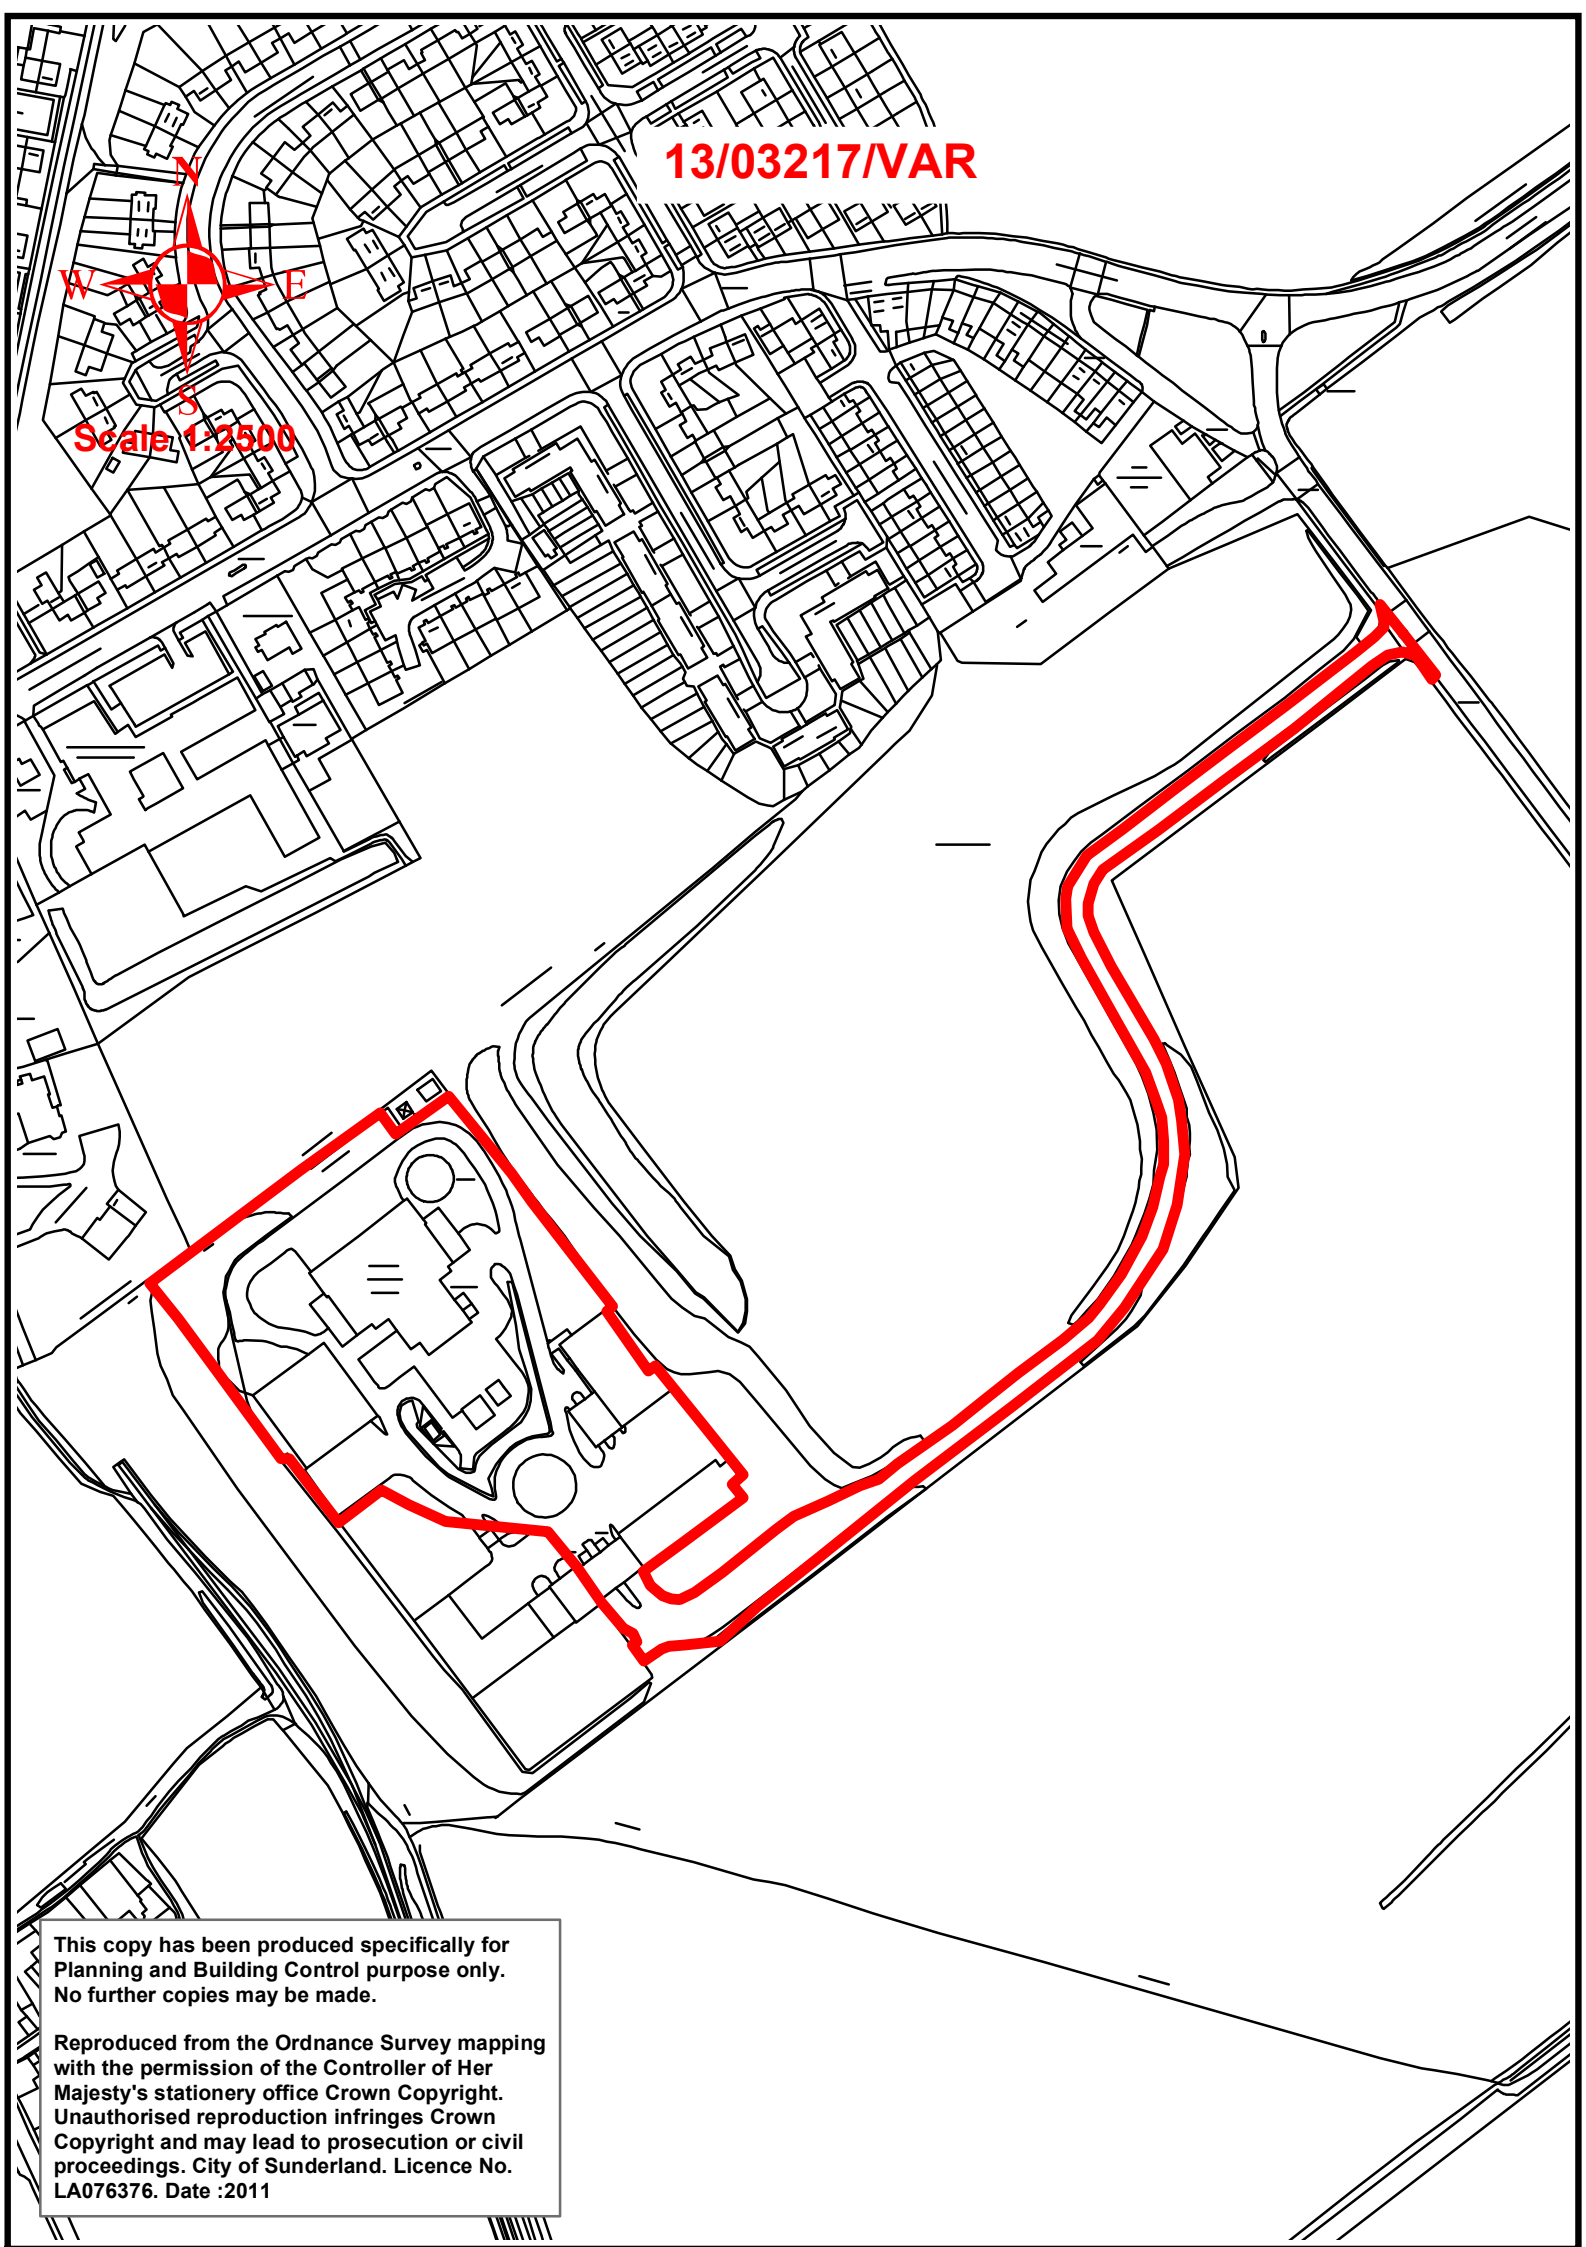 13/03217/VAR
N
W E
S
Scale 1:2500
This copy has been produced specifically for
Planning and Building Control purpose only.
No further copies may be made.
Reproduced from the Ordnance Survey mapping
with the permission of the Controller of Her
Majesty's stationery office Crown Copyright.
Unauthorised reproduction infringes Crown
Copyright and may lead to prosecution or civil
proceedings. City of Sunderland. Licence No.
LA076376. Date :2011